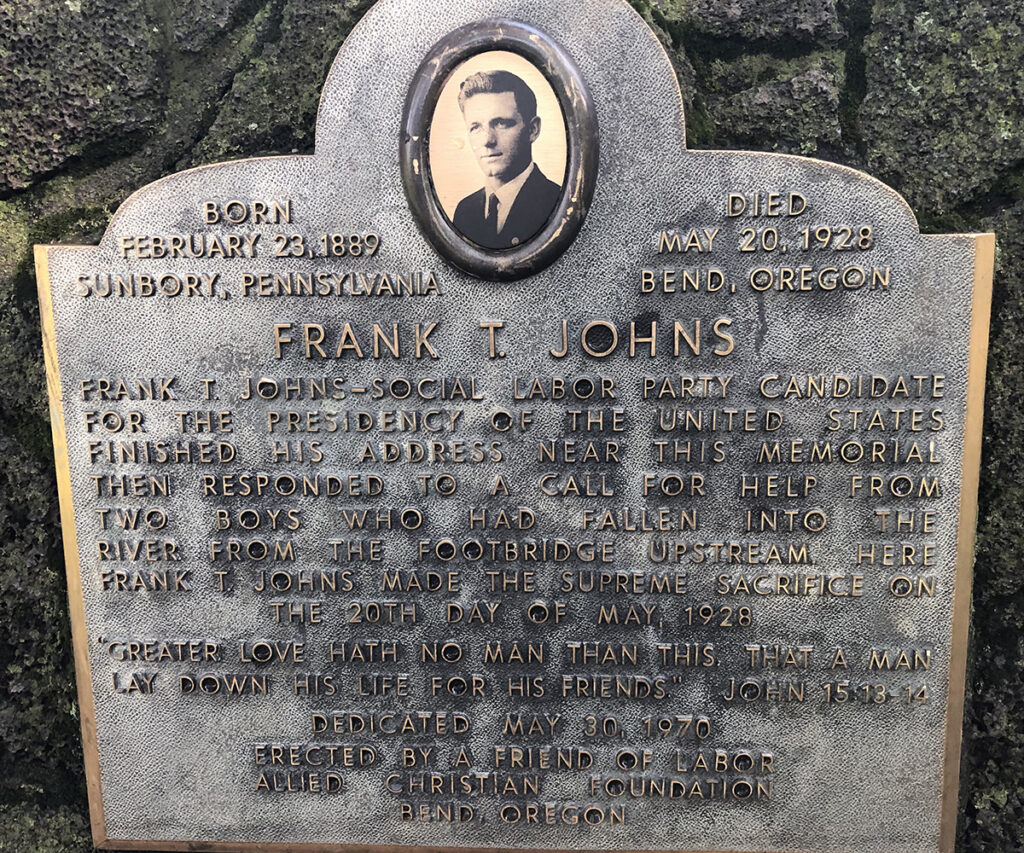 BORN
FEBRUARY 23, 1889
SUNBORY, PENNSYLVANIA
DIED
MAY 20, 1928
BEND, OREGON
FRANK T. JOHNS
FRANK T. JOHNS-SOCIAL LABOR PARTY CANDIDATE
FOR THE PRESIDENCY OF THE UNITED STATES
FINISHED HIS ADDRESS NEAR THIS MEMORIAL
THEN RESPONDED TO A CALL FOR HELP FROM
TWO BOYS WHO HAD FALLEN INTO THE
RIVER FROM THE FOOTBRIDGE UPSTREAM. HERE
FRANK T. JOHNS MADE THE SUPREME SACRIFICE ON
THE 20TH DAY OF MAY, 1928
"GREATER LOVE HATH NO MAN THAN THIS, THAT A MAN
LAY DOWN HIS LIFE FOR HIS FRIENDS." JOHN 15:13-14
DEDICATED MAY 30, 1970
ERECTED BY A FRIEND OF LABOR
ALLIED CHRISTIAN FOUNDATION
BEND, OREGON